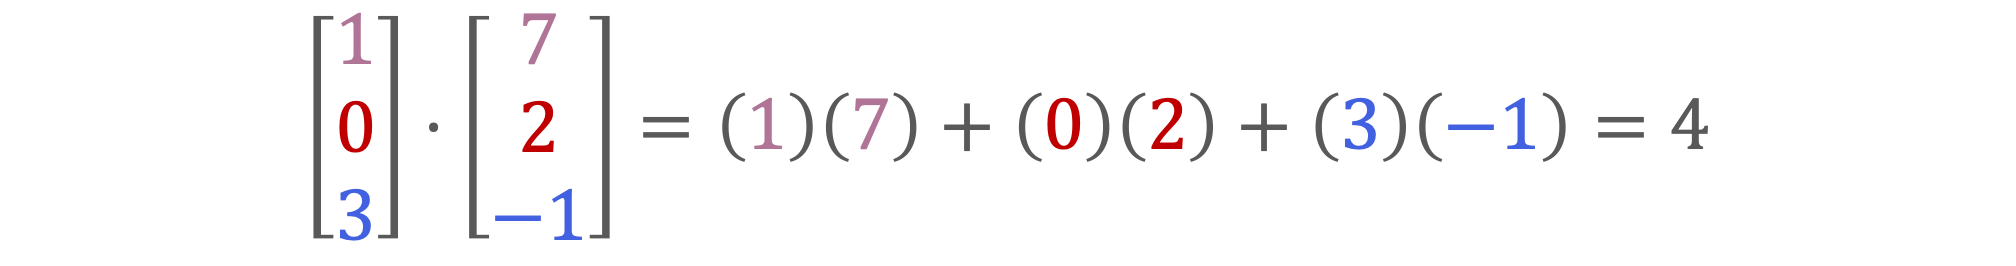 [1 0 3] · [7 2 −1] = (1)(7) + (0)(2) + (3)(−1) = 4